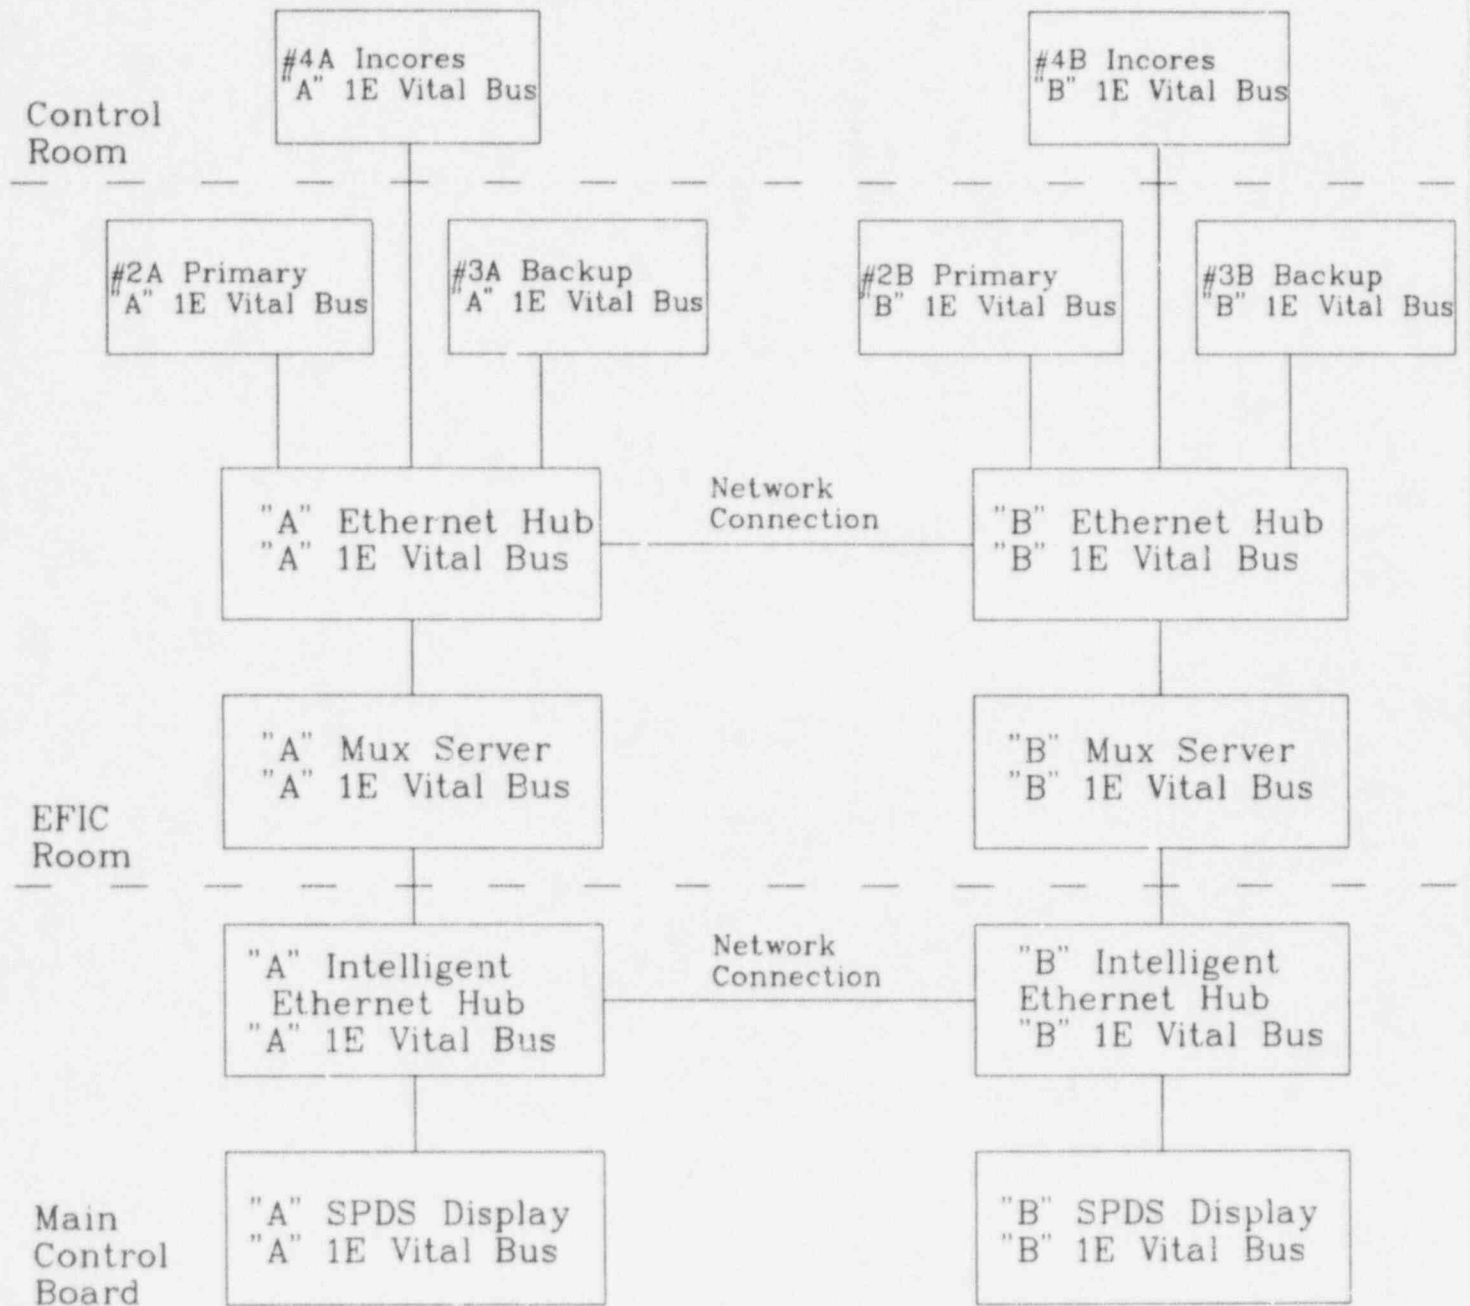 #4A Incores
"A" 1E Vital Bus
#4B Incores
"B" 1E Vital Bus
Control
Room
#2A Primary
"A" 1E Vital Bus
#3A Backup
"A" 1E Vital Bus
#2B Primary
"B" 1E Vital Bus
#3B Backup
"B" 1E Vital Bus
"A" Ethernet Hub
"A" 1E Vital Bus
Network
Connection
"B" Ethernet Hub
"B" 1E Vital Bus
"A" Mux Server
"A" 1E Vital Bus
"B" Mux Server
"B" 1E Vital Bus
EFIC
Room
"A" Intelligent
Ethernet Hub
"A" 1E Vital Bus
Network
Connection
"B" Intelligent
Ethernet Hub
"B" 1E Vital Bus
"A" SPDS Display
"A" 1E Vital Bus
"B" SPDS Display
"B" 1E Vital Bus
Main
Control
Board